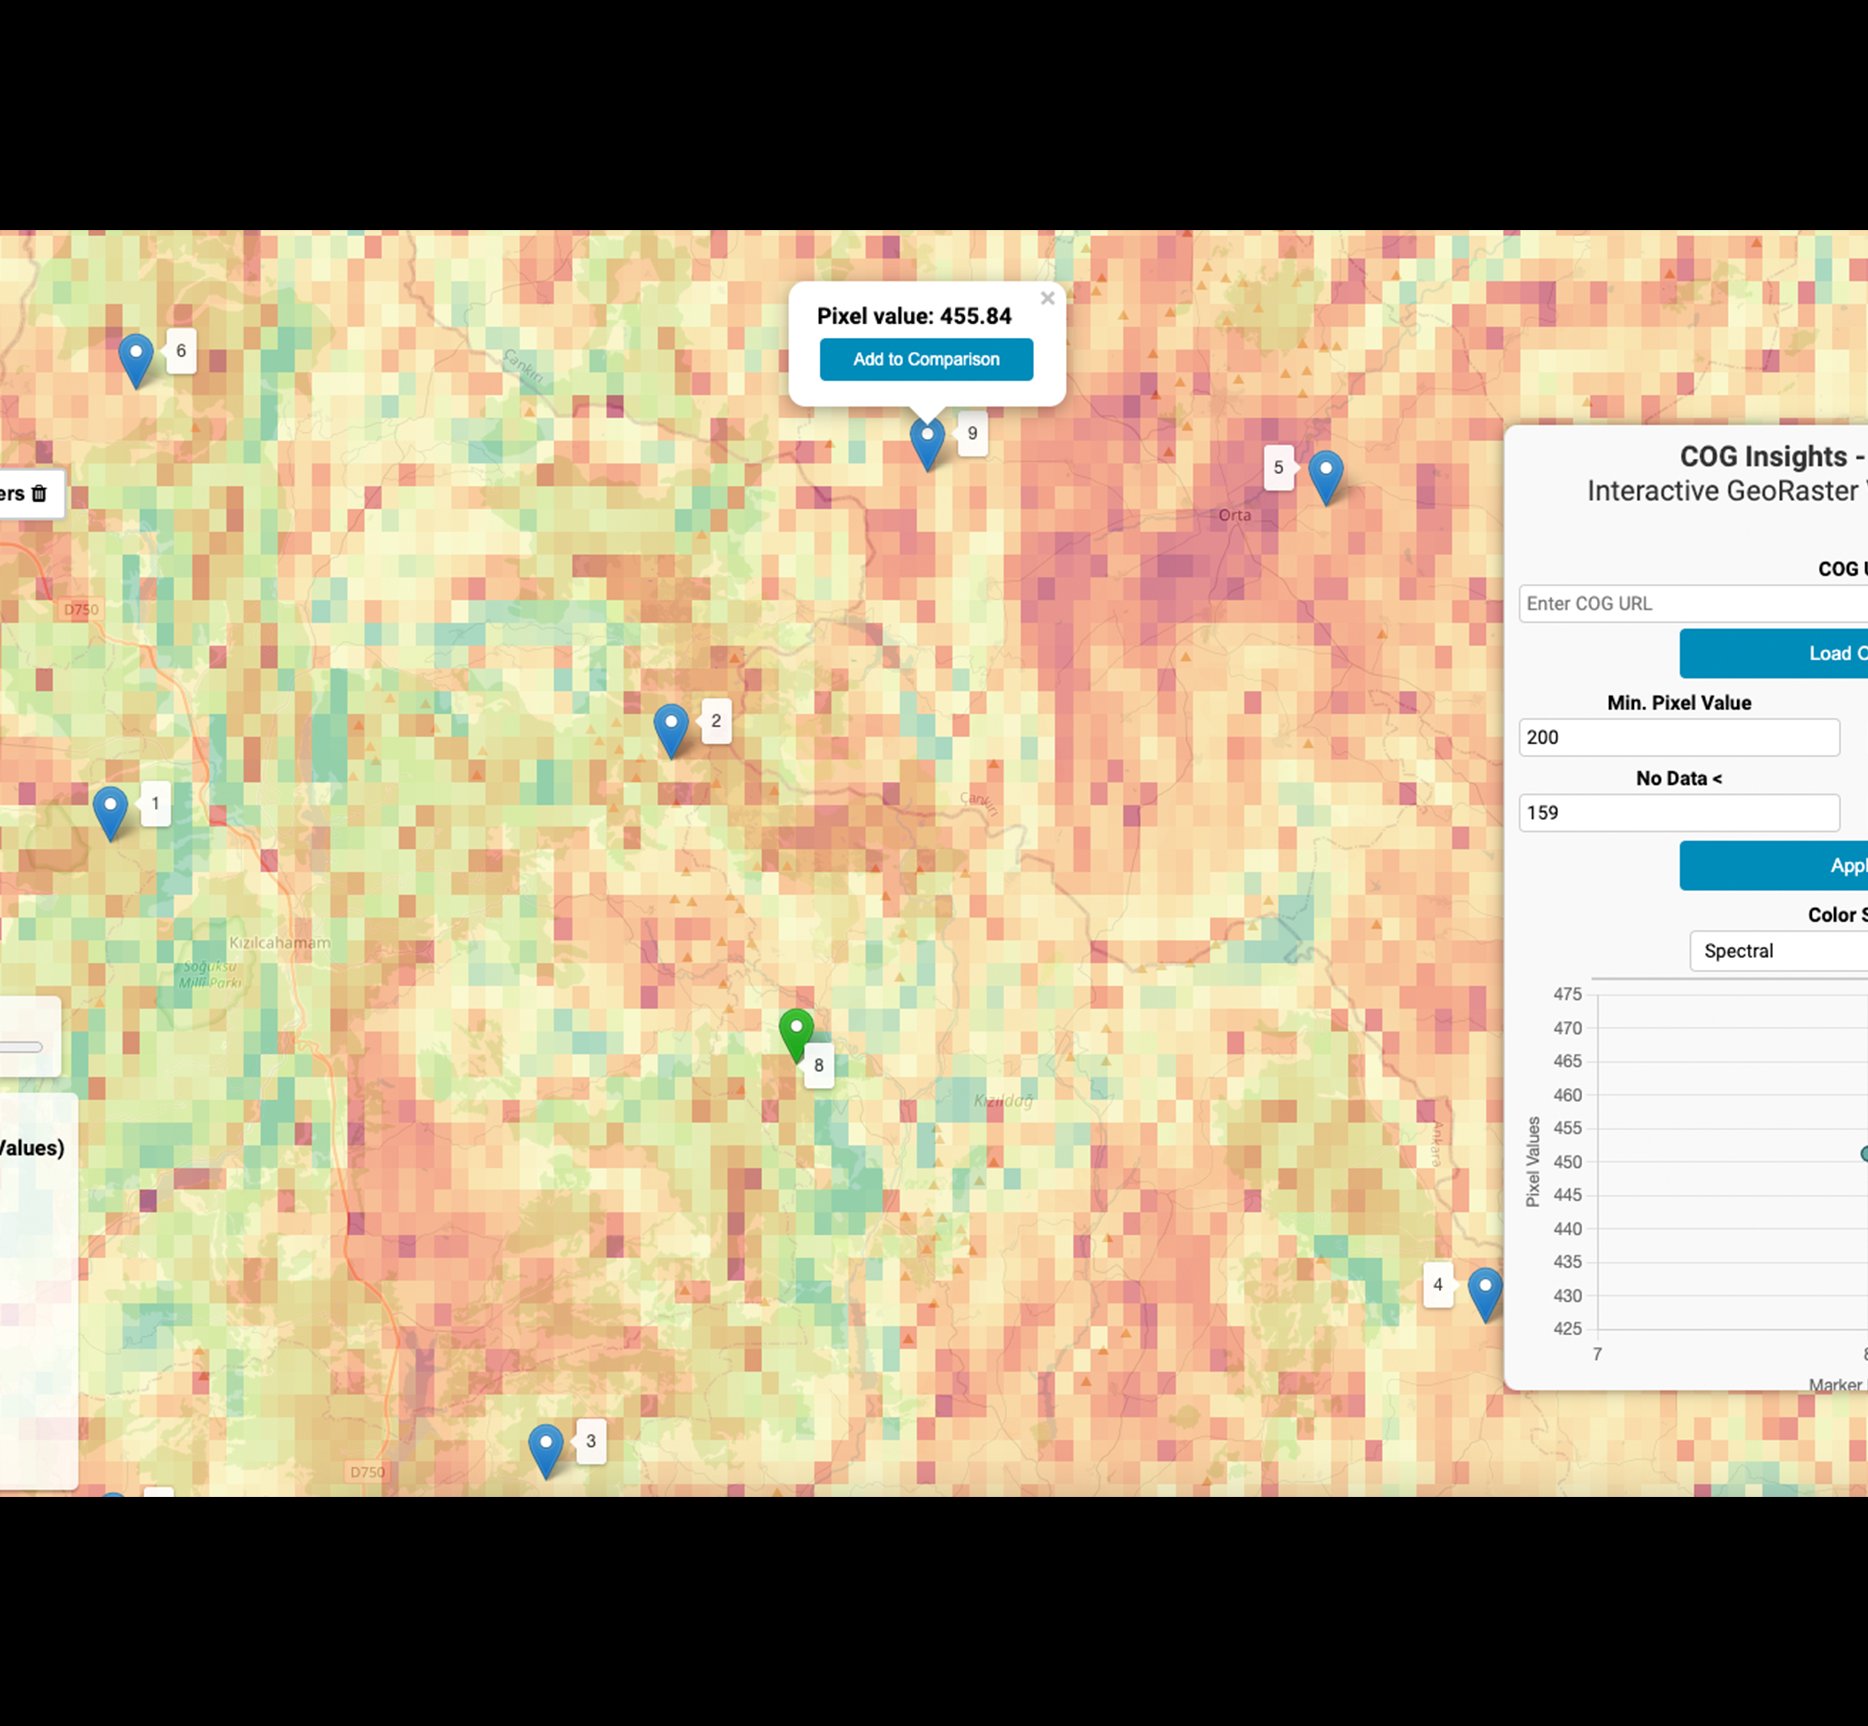 6
Pixel value: 455.84
×
Add to Comparison
Çankırı
9
5
Orta
ers
D750
2
1
Çankırı
Kızılcahamam
Soğuksu
Milli Parkı
8
Kızıldağ
Ankara
Values)
4
3
D750
COG Insights -
Interactive GeoRaster
COG
Enter COG URL
Load
Min. Pixel Value
200
No Data <
159
Appl
Color
Spectral
475
470
465
460
455
450
445
440
435
430
425
Pixel Values
7
8
Marker